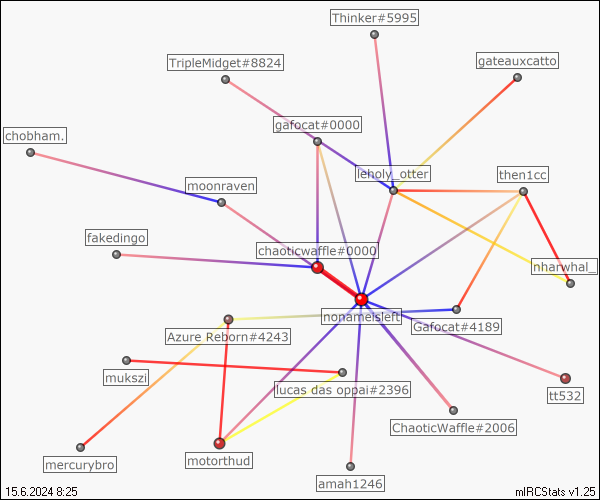 Thinker#5995
TripleMidget#8824
gateauxcatto
gafocat#0000
chobham.
leholy_otter
then1cc
moonraven
fakedingo
chaoticwaffle#0000
nharwhal_
nonameisleft
Gafocat#4189
Azure Reborn#4243
mukszi
lucas das oppai#2396
tt532
ChaoticWaffle#2006
mercurybro
motorthud
amah1246
15.6.2024 8:25
mIRCStats v1.25